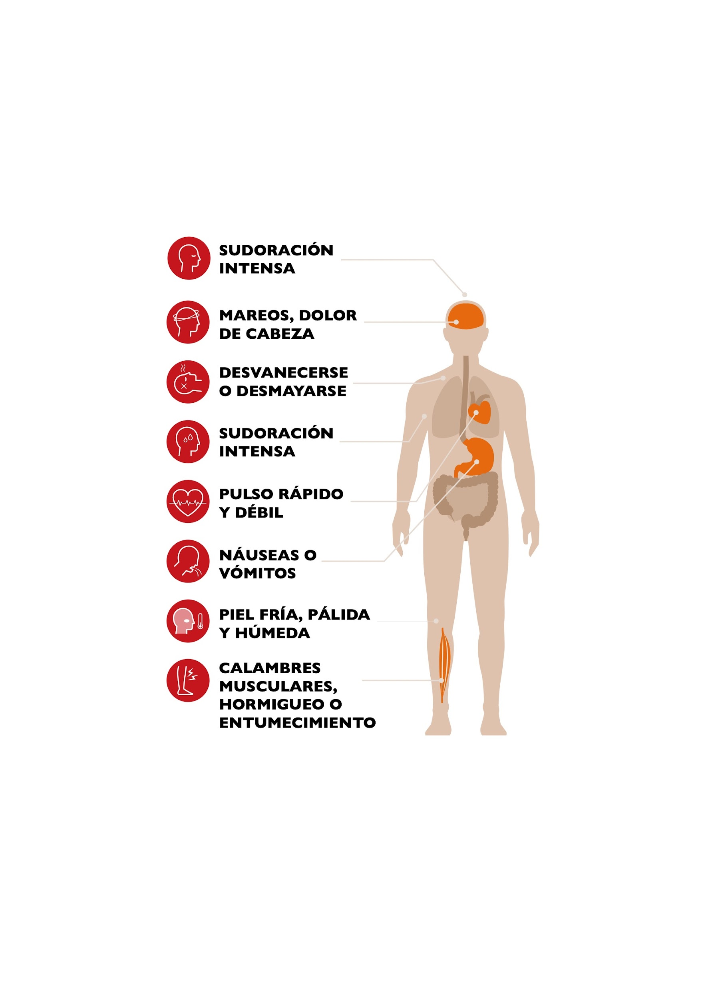 SUDORACIÓN
INTENSA
MAREOS, DOLOR
DE CABEZA
DESVANECERSE
O DESMAYARSE
SUDORACIÓN
INTENSA
PULSO RÁPIDO
Y DÉBIL
NÁUSEAS O
VÓMITOS
PIEL FRÍA, PÁLIDA
Y HÚMEDA
CALAMBRES
MUSCULARES,
HORMIGUEO O
ENTUMECIMIENTO